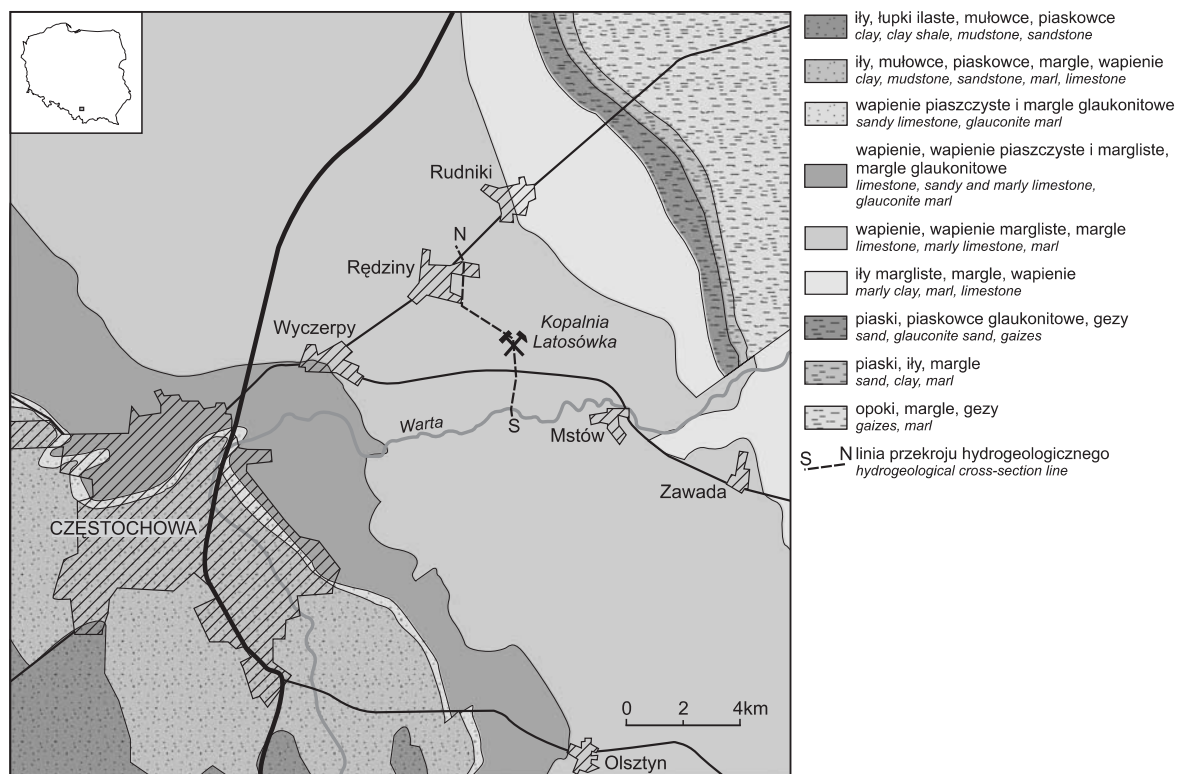 Rudniki
N
Rędziny
Kopalnia
Latosówka
Wyczerpy
Warta
S
Mstów
Zawada
CZĘSTOCHOWA
0 2 4km
Olsztyn
iły, łupki ilaste, mułowce, piaskowce
clay, clay shale, mudstone, sandstone
iły, mułowce, piaskowce, margle, wapienie
clay, mudstone, sandstone, marl, limestone
wapienie piaszczyste i margle glaukonitowe
sandy limestone, glauconite marl
wapienie, wapienie piaszczyste i margliste,
margle glaukonitowe
limestone, sandy and marly limestone,
glauconite marl
wapienie, wapienie margliste, margle
limestone, marly limestone, marl
iły margliste, margle, wapienie
marly clay, marl, limestone
piaski, piaskowce glaukonitowe, gezy
sand, glauconite sand, gaizes
piaski, iły, margle
sand, clay, marl
opoki, margle, gezy
gaizes, marl
S N linia przekroju hydrogeologicznego
hydrogeological cross-section line